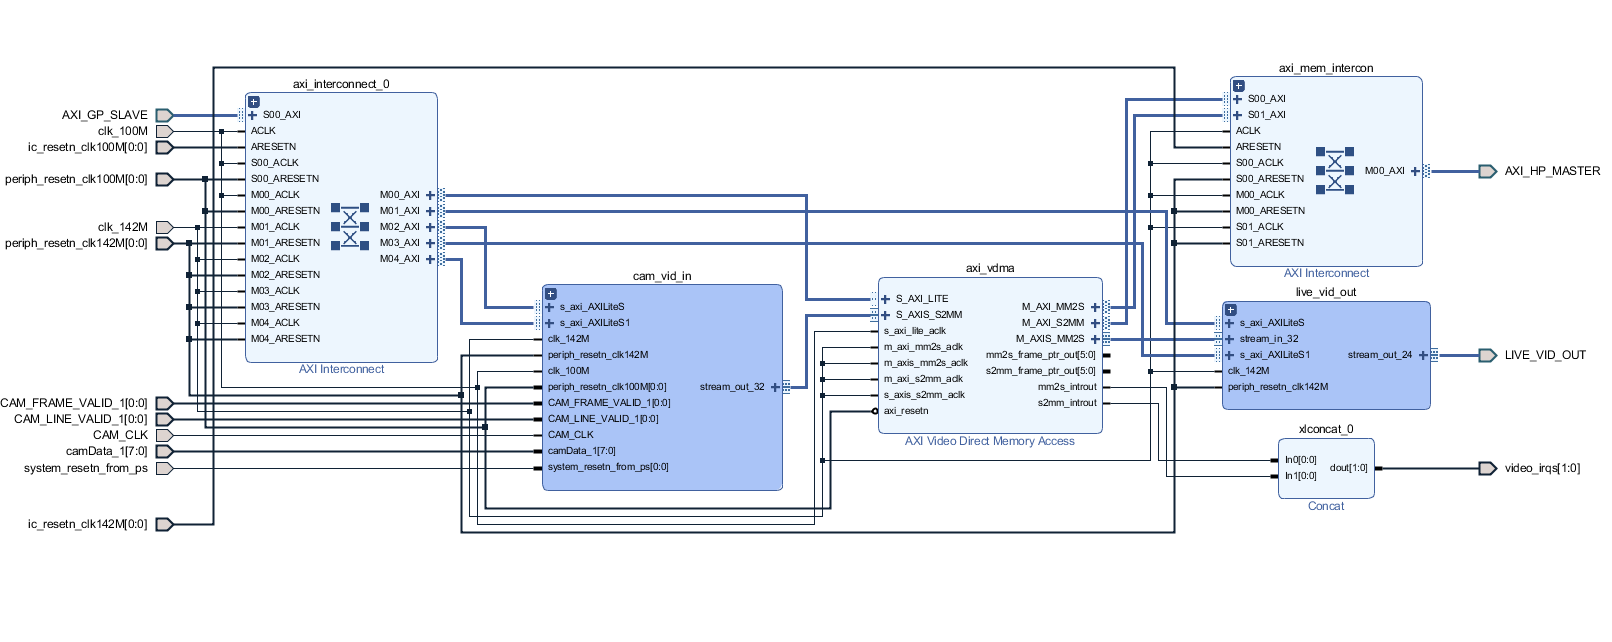 AXI_GP_SLAVE
clk_100M
ic_resetn_clk100M[0:0]
periph_resetn_clk100M[0:0]
clk_142M
periph_resetn_clk142M[0:0]
CAM_FRAME_VALID_1[0:0]
CAM_LINE_VALID_1[0:0]
CAM_CLK
camData_1[7:0]
system_resetn_from_ps
ic_resetn_clk142M[0:0]
axi_interconnect_0
S00_AXI
ACLK
ARESETN
S00_ACLK
S00_ARESETN
M00_ACLK
M00_ARESETN
M01_ACLK
M01_ARESETN
M02_ACLK
M02_ARESETN
M03_ACLK
M03_ARESETN
M04_ACLK
M04_ARESETN
M00_AXI
M01_AXI
M02_AXI
M03_AXI
M04_AXI
AXI Interconnect
cam_vid_in
s_axi_AXILiteS
s_axi_AXILiteS1
clk_142M
periph_resetn_clk142M
clk_100M
periph_resetn_clk100M[0:0]
CAM_FRAME_VALID_1[0:0]
CAM_LINE_VALID_1[0:0]
CAM_CLK
camData_1[7:0]
system_resetn_from_ps[0:0]
stream_out_32
axi_vdma
S_AXI_LITE
S_AXIS_S2MM
s_axi_lite_aclk
m_axi_mm2s_aclk
m_axis_mm2s_aclk
m_axi_s2mm_aclk
s_axis_s2mm_aclk
axi_resetn
M_AXI_MM2S
M_AXI_S2MM
M_AXIS_MM2S
mm2s_frame_ptr_out[5:0]
s2mm_frame_ptr_out[5:0]
mm2s_introut
s2mm_introut
AXI Video Direct Memory Access
axi_mem_intercon
S00_AXI
S01_AXI
ACLK
ARESETN
S00_ACLK
S00_ARESETN
M00_ACLK
M00_ARESETN
S01_ACLK
S01_ARESETN
M00_AXI
AXI Interconnect
live_vid_out
s_axi_AXILiteS
stream_in_32
s_axi_AXILiteS1
clk_142M
periph_resetn_clk142M
stream_out_24
xlconcat_0
In0[0:0]
In1[0:0]
dout[1:0]
Concat
AXI_HP_MASTER
LIVE_VID_OUT
video_irqs[1:0]